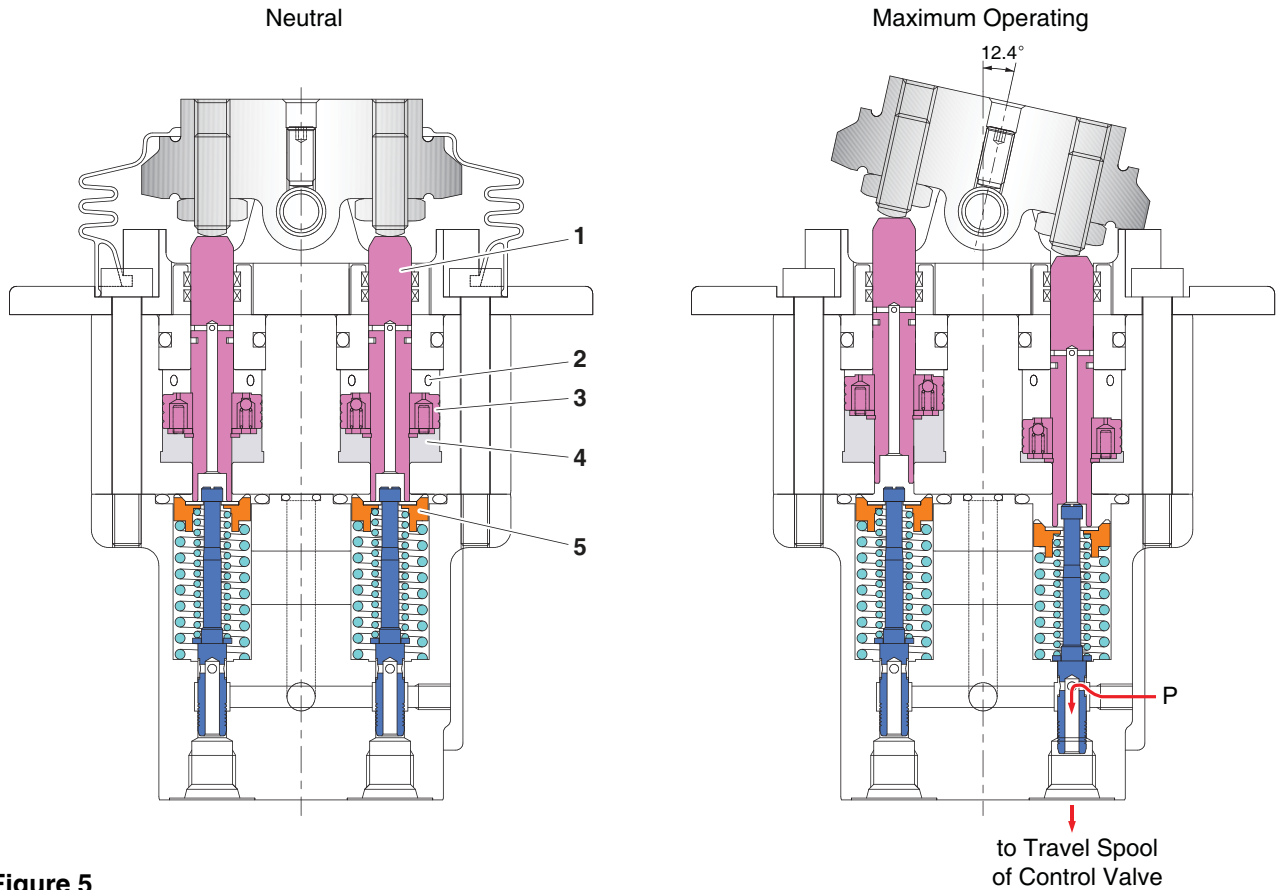 Neutral
Maximum Operating
12.4°
1
2
3
4
5
P
to Travel Spool
of Control Valve
Figure 5